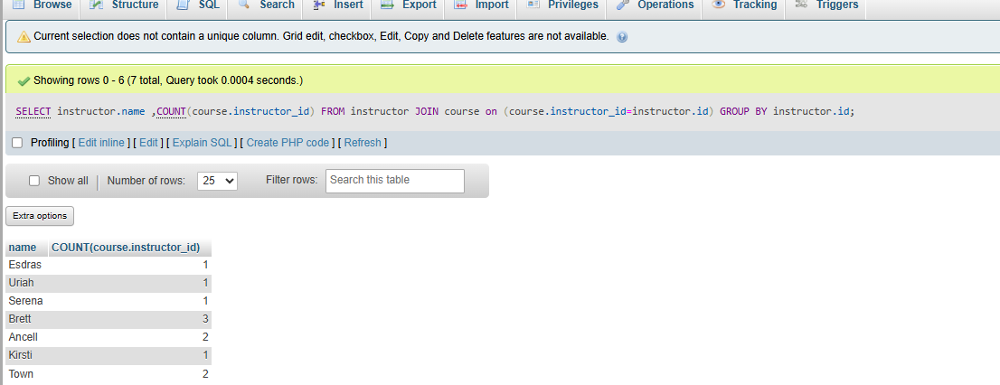 Browse Structure SQL Search Insert Export Import Privileges Operations Tracking Triggers
Current selection does not contain a unique column. Grid edit, checkbox, Edit, Copy and Delete features are not available.
Showing rows 0 - 6 (7 total, Query took 0.0004 seconds.)
SELECT instructor.name ,COUNT(course.instructor_id) FROM instructor JOIN course on (course.instructor_id=instructor.id) GROUP BY instructor.id;
Profiling [ Edit inline ] [ Edit ] [ Explain SQL ] [ Create PHP code ] [ Refresh ]
Show all Number of rows: 25 Filter rows: Search this table
Extra options
name COUNT(course.instructor_id)
Esdras 1
Uriah 1
Serena 1
Brett 3
Ancell 2
Kirsti 1
Town 2